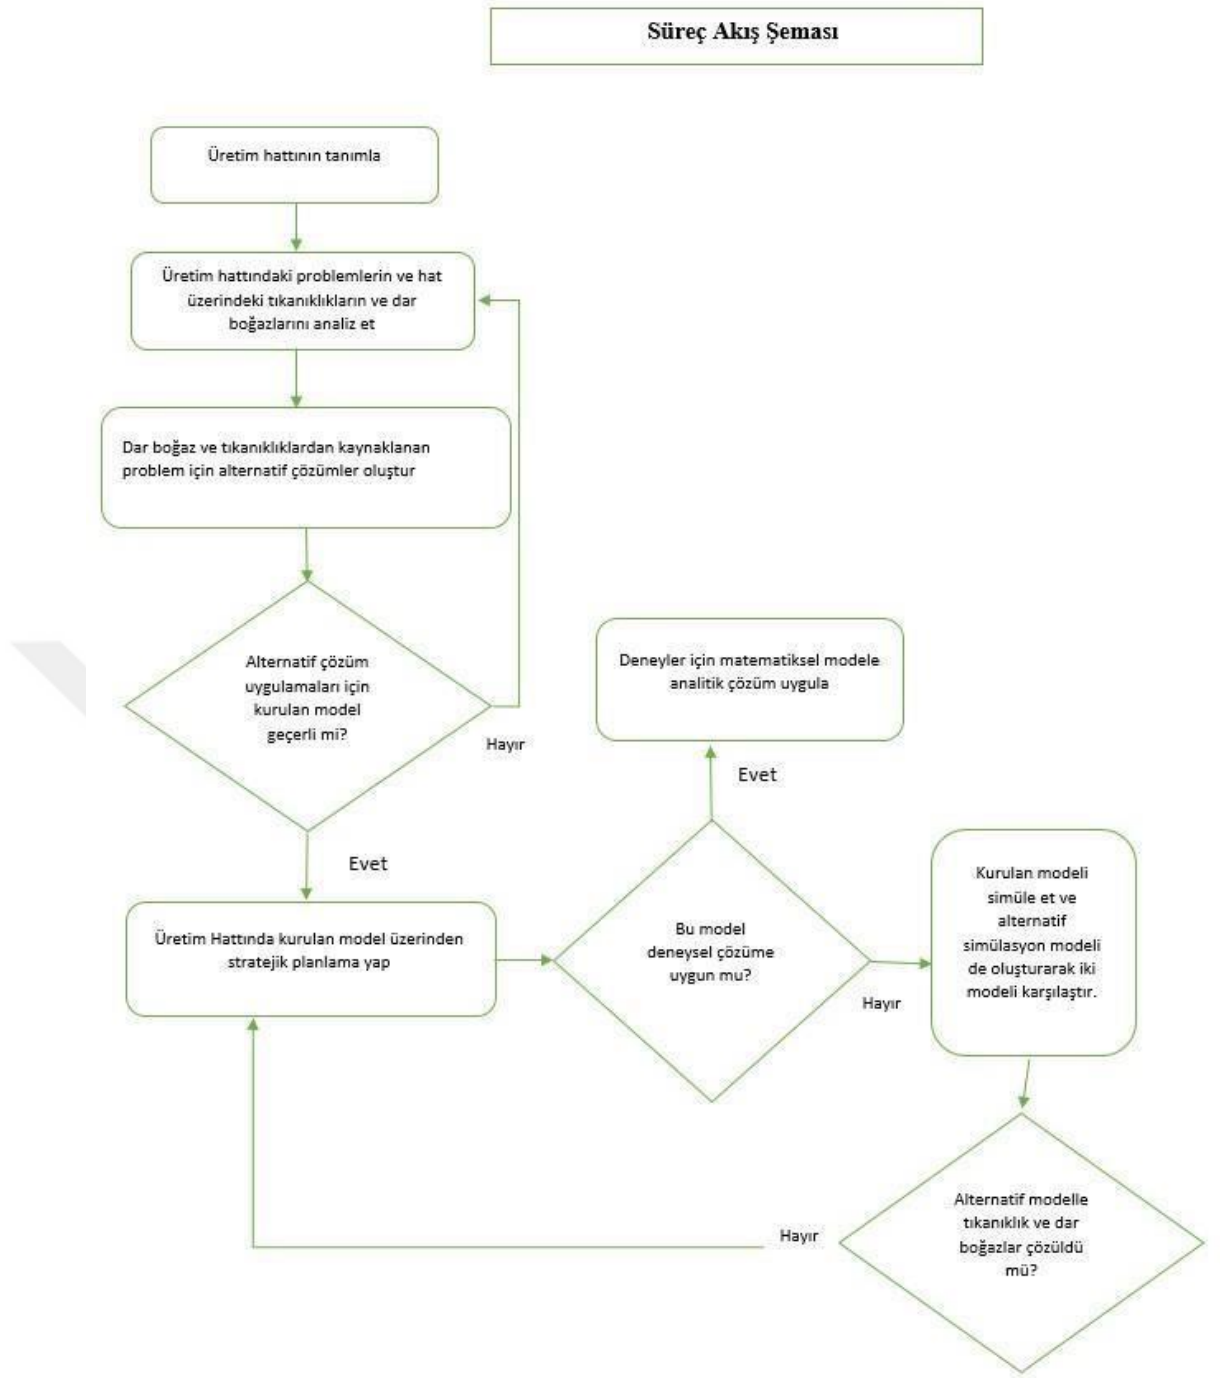 Süreç Akış Şeması
Üretim hattının tanımla
Üretim hattındaki problemlerin ve hat
üzerindeki tıkanıklıkların ve dar
boğazlarını analiz et
Dar boğaz ve tıkanıklıklardan kaynaklanan
problem için alternatif çözümler oluştur
Alternatif çözüm
uygulamaları için
kurulan model
geçerli mi?
Hayır
Evet
Üretim Hattında kurulan model üzerinden
stratejik planlama yap
Deneyler için matematiksel modele
analitik çözüm uygula
Evet
Bu model
deneysel çözüme
uygun mu?
Hayır
Kurulan modeli
simüle et ve
alternatif
simülasyon modeli
de oluşturarak iki
modeli karşılaştır.
Alternatif modelle
tıkanıklık ve dar
boğazlar çözüldü
mü?
Hayır